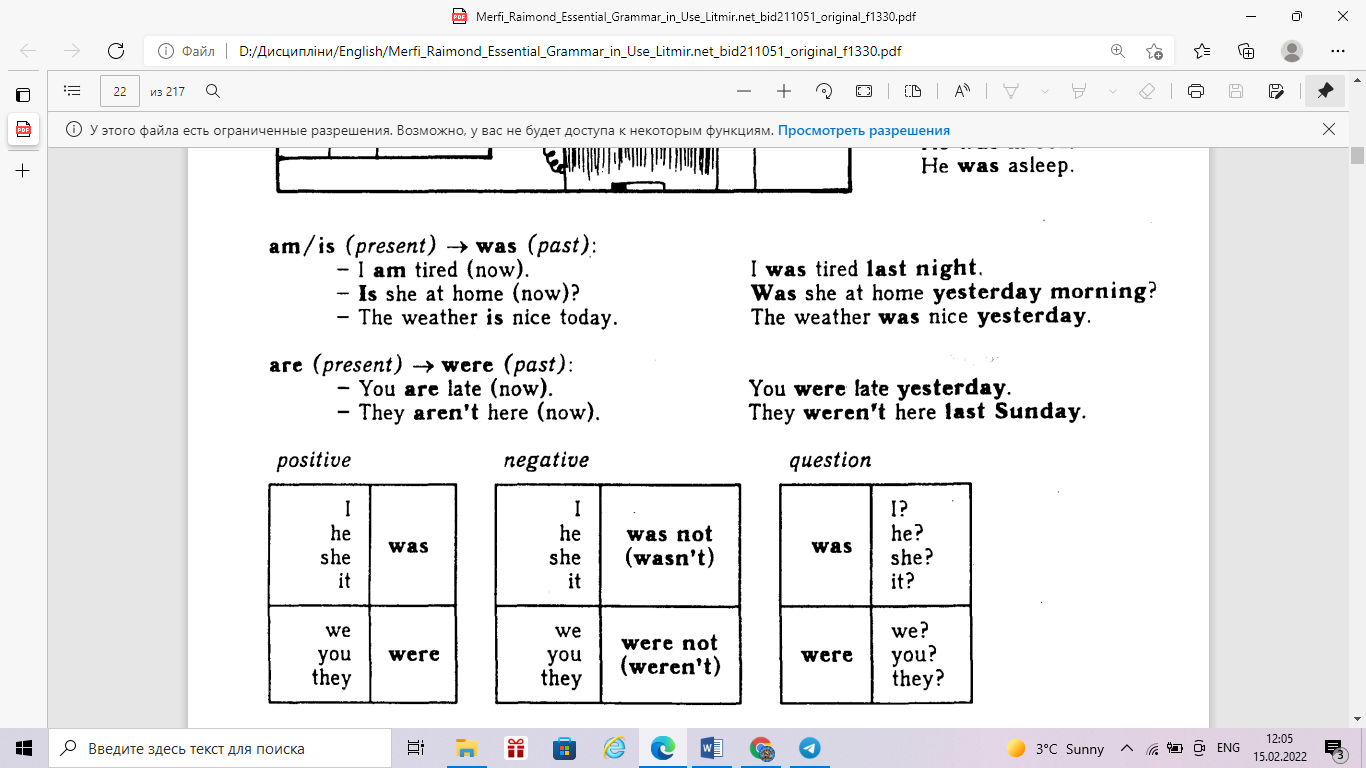 Merfi_Raimond_Essential_Grammar_in_Use_Litmir.net_bid211051_original_f1330.pdf
Файл D:/Дисципліни/English/Merfi_Raimond_Essential_Grammar_in_Use_Litmir.net_bid211051_original_f1330.pdf
22 из 217
У этого файла есть ограниченные разрешения. Возможно, у вас не будет доступа к некоторым функциям. Просмотреть разрешения
He was asleep.
am/is (present) → was (past):
– I am tired (now). I was tired last night.
– Is she at home (now)? Was she at home yesterday morning?
– The weather is nice today. The weather was nice yesterday.
are (present) → were (past):
– You are late (now). You were late yesterday.
– They aren't here (now). They weren't here last Sunday.
positive negative question
I I I?
he was not he?
was he was
she she (wasn't) she?
it it it?
we we we?
you were you were not were you?
they they (weren't) they?
Введите здесь текст для поиска
3°C Sunny
ENG
12:05
15.02.2022
3